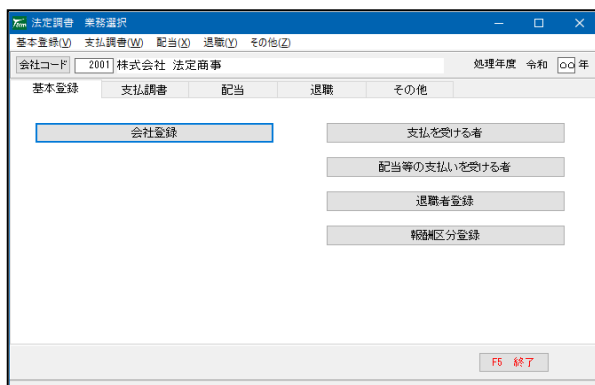 Tam 法定調書 業務選択
基本登録(V) 支払調書(W) 配当(X) 退職(Y) その他(Z)
会社コード 2001 株式会社 法定商事 処理年度 令和 〇〇 年
基本登録 支払調書 配当 退職 その他
会社登録 支払を受ける者
配当等の支払いを受ける者
退職者登録
報酬区分登録
F5 終了